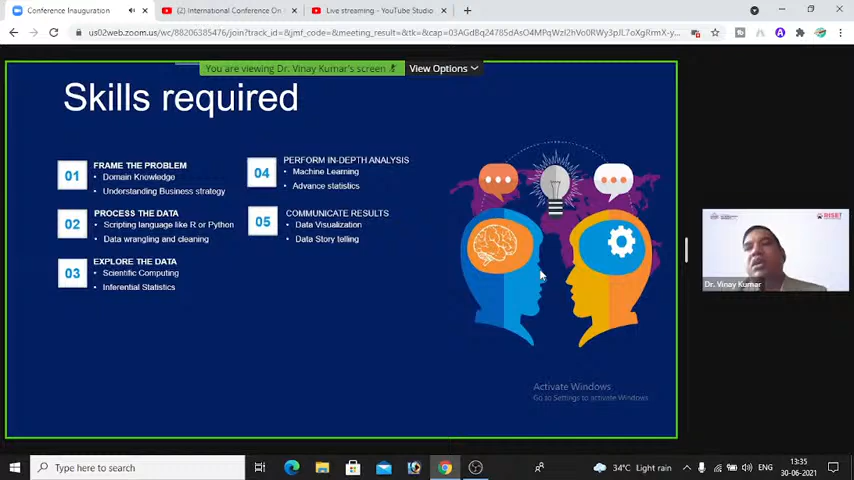 Conference Inauguration
(2) International Conference On
Live streaming - YouTube Studio
You are viewing Dr. Vinay Kumar's screen
View Options
Skills required
01
FRAME THE PROBLEM
• Domain Knowledge
• Understanding Business strategy
02
PROCESS THE DATA
• Scripting language like R or Python
• Data wrangling and cleaning
03
EXPLORE THE DATA
• Scientific Computing
• Inferential Statistics
04
PERFORM IN-DEPTH ANALYSIS
• Machine Learning
• Advance statistics
05
COMMUNICATE RESULTS
• Data Visualization
• Data Story telling
Dr. Vinay Kumar
Activate Windows
Go to Settings to activate Windows
Type here to search
34°C Light rain
ENG
13:35
30-06-2021